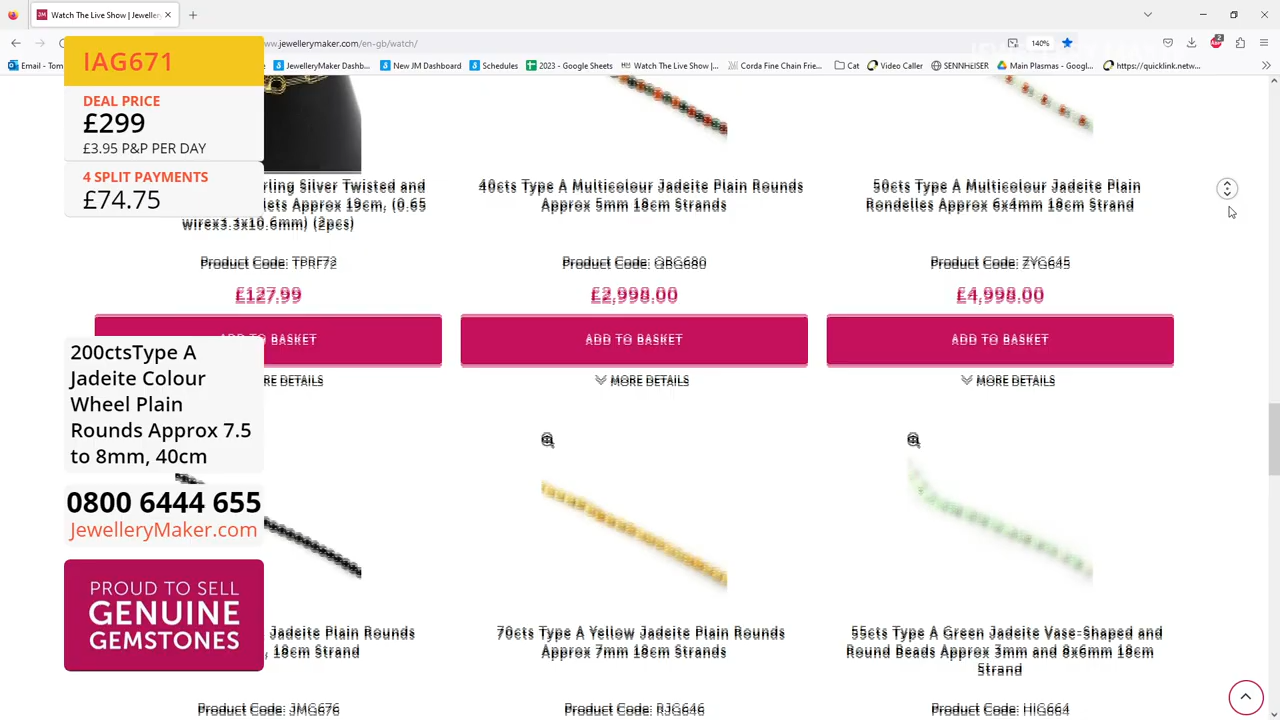 Watch The Live Show | Jeweller
w.jewellerymaker.com/en-gb/watch/
140%
Email - Tom
JewelleryMaker Dashb...
New JM Dashboard
Schedules
2023 - Google Sheets
Watch The Live Show |...
Corda Fine Chain Frie...
Cat
Video Caller
SENNHEISER
Main Plasmas - Googl...
https://quicklink.netw...
IAG671
DEAL PRICE
£299
£3.95 P&P PER DAY
4 SPLIT PAYMENTS
£74.75
rling Silver Twisted and
lets Approx 19cm, (0.65
wirex3.3x10.6mm) (2pcs)
Product Code: TPRF72
£127.99
ADD TO BASKET
RE DETAILS
40cts Type A Multicolour Jadeite Plain Rounds
Approx 5mm 18cm Strands
Product Code: QBG680
£2,998.00
ADD TO BASKET
MORE DETAILS
50cts Type A Multicolour Jadeite Plain
Rondelles Approx 6x4mm 18cm Strand
Product Code: ZYG645
£4,998.00
ADD TO BASKET
MORE DETAILS
200ctsType A
Jadeite Colour
Wheel Plain
Rounds Approx 7.5
to 8mm, 40cm
0800 6444 655
JewelleryMaker.com
PROUD TO SELL
GENUINE
GEMSTONES
Jadeite Plain Rounds
, 18cm Strand
Product Code: JMG676
70cts Type A Yellow Jadeite Plain Rounds
Approx 7mm 18cm Strands
Product Code: RJG646
55cts Type A Green Jadeite Vase-Shaped and
Round Beads Approx 3mm and 8x6mm 18cm
Strand
Product Code: HIG664